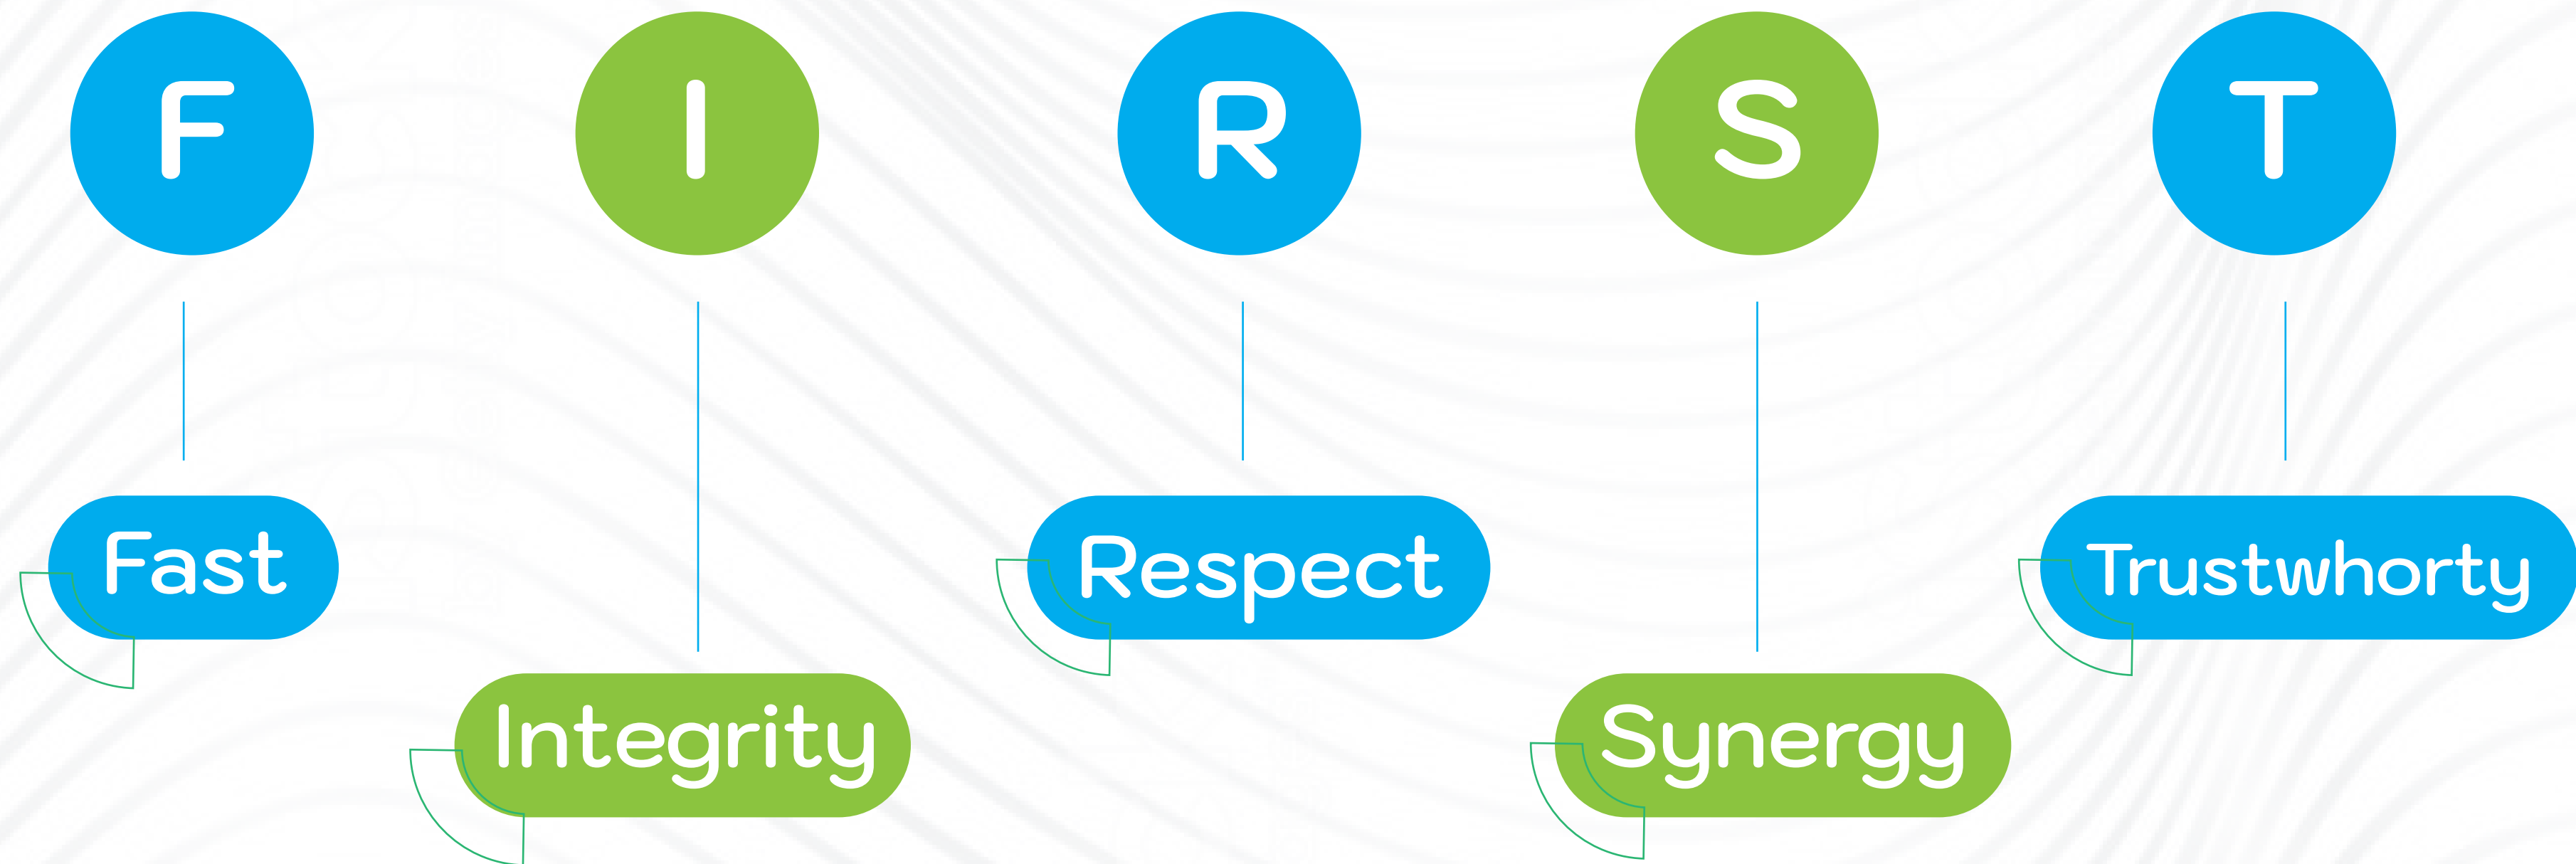 F
I
R
S
T
Fast
Integrity
Respect
Synergy
Trustwhorty